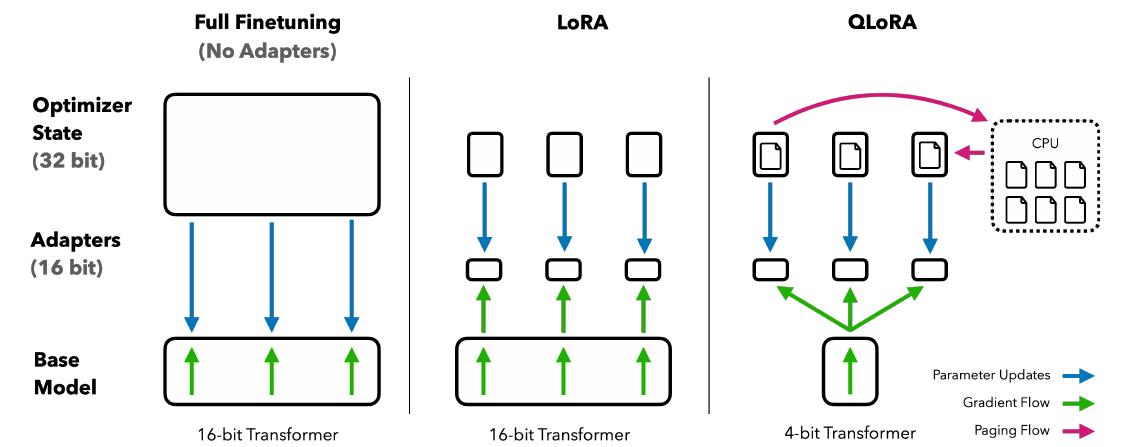 Full Finetuning
(No Adapters)
LoRA
QLoRA
Optimizer
State
(32 bit)
CPU
Adapters
(16 bit)
Base
Model
Parameter Updates
Gradient Flow
Paging Flow
16-bit Transformer
16-bit Transformer
4-bit Transformer